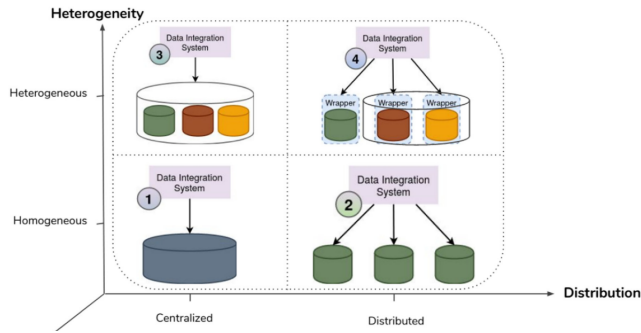 Heterogeneity
Data Integration
System
3
Data Integration
System
4
Heterogeneous
Wrapper
Wrapper
Wrapper
Data Integration
System
1
Data Integration
System
2
Homogeneous
Distribution
Centralized
Distributed